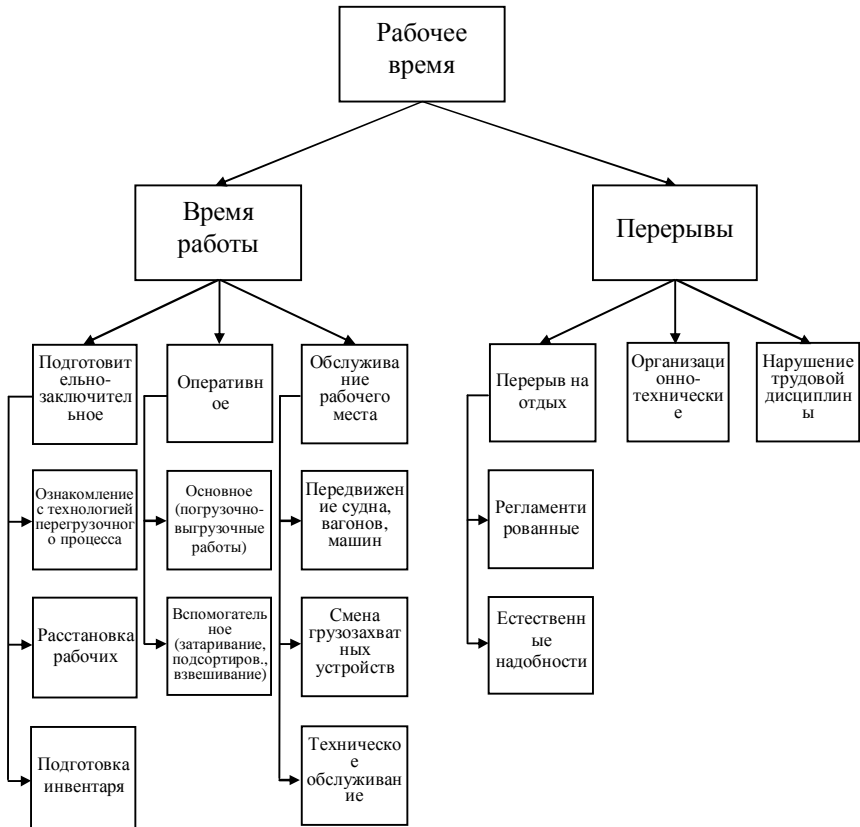 Рабочее
время
Время
работы
Перерывы
Подготовит
ельно-
заключител
ьное
Оперативн
ое
Обслужива
ние
рабочего
места
Перерыв на
отдых
Организац
ионно-
технически
е
Нарушение
трудовой
дисциплин
ы
Ознакомление
с технологией
перегрузочног
о процесса
Основное
(погрузочно-
выгрузочные
работы)
Передвижен
ие судна,
вагонов,
машин
Регламенти
рованные
Расстановка
рабочих
Вспомогатель
ное
(затаривание,
подсортиров.,
взвешивание)
Смена
грузозахват
ных
устройств
Естественн
ые
надобности
Подготовка
инвентаря
Техническо
е
обслуживан
ие